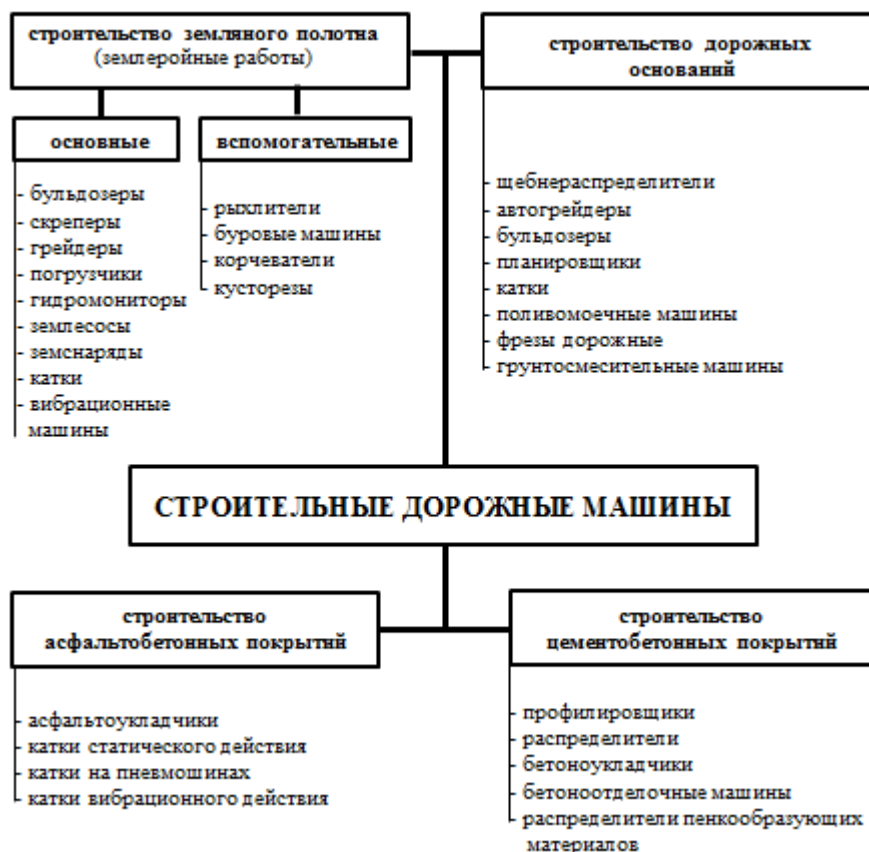 строительство земляного полотна
(землеройные работы)
строительство дорожных
оснований
основные
- бульдозеры
- скреперы
- грейдеры
- погрузчики
- гидромониторы
- землесосы
- земснаряды
- катки
- вибрационные
машины
вспомогательные
- рыхлители
- буровые машины
- корчеватели
- кусторезы
- щебнераспределители
- автогрейдеры
- бульдозеры
- планировщики
- катки
- поливомоечные машины
- фрезы дорожные
- грунтосмесительные машины
СТРОИТЕЛЬНЫЕ ДОРОЖНЫЕ МАШИНЫ
строительство
асфальтобетонных покрытий
- асфальтоукладчики
- катки статического действия
- катки на пневмошинах
- катки вибрационного действия
строительство
цементобетонных покрытий
- профилировщики
- распределители
- бетоноукладчики
- бетоноотделочные машины
- распределители пенкообразующих
материалов